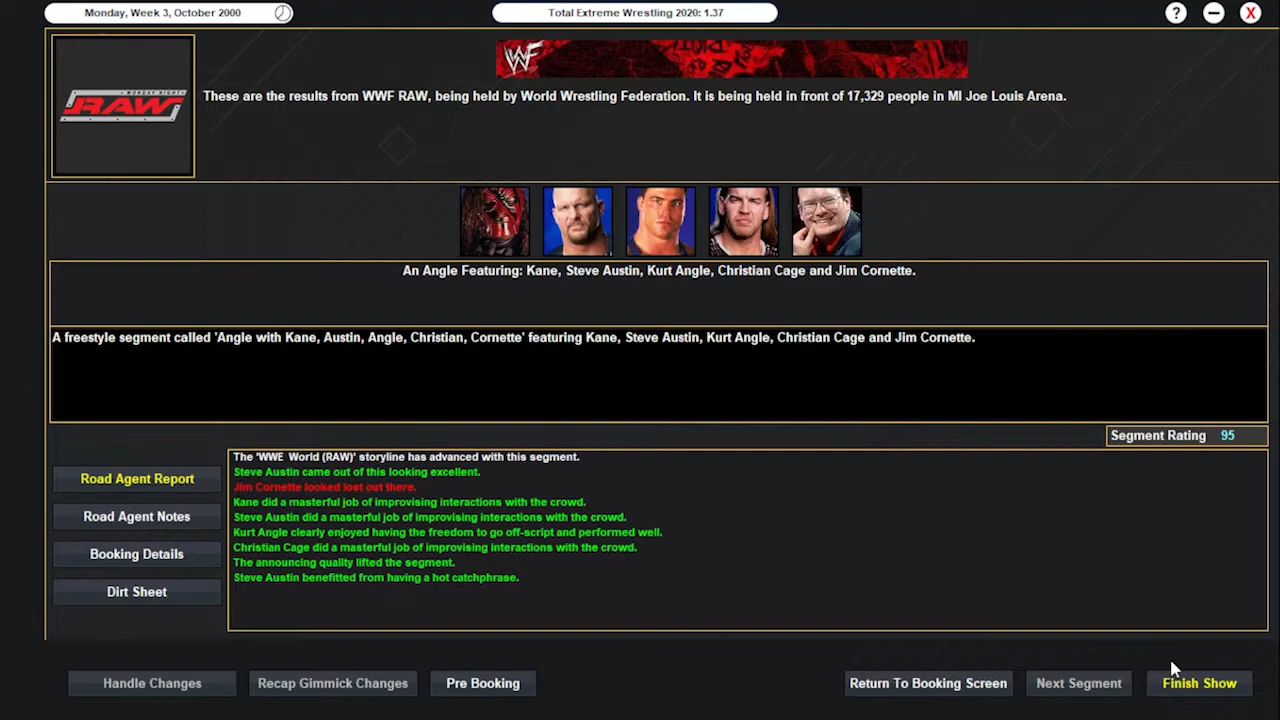 Monday, Week 3, October 2000
Total Extreme Wrestling 2020: 1.37
?
X
MONDAY NIGHT
RAW
WF
These are the results from WWF RAW, being held by World Wrestling Federation. It is being held in front of 17,329 people in MI Joe Louis Arena.
An Angle Featuring: Kane, Steve Austin, Kurt Angle, Christian Cage and Jim Cornette.
A freestyle segment called 'Angle with Kane, Austin, Angle, Christian, Cornette' featuring Kane, Steve Austin, Kurt Angle, Christian Cage and Jim Cornette.
Segment Rating 95
Road Agent Report
Road Agent Notes
Booking Details
Dirt Sheet
The 'WWE World (RAW)' storyline has advanced with this segment.
Steve Austin came out of this looking excellent.
Jim Cornette looked lost out there.
Kane did a masterful job of improvising interactions with the crowd.
Steve Austin did a masterful job of improvising interactions with the crowd.
Kurt Angle clearly enjoyed having the freedom to go off-script and performed well.
Christian Cage did a masterful job of improvising interactions with the crowd.
The announcing quality lifted the segment.
Steve Austin benefitted from having a hot catchphrase.
Handle Changes
Recap Gimmick Changes
Pre Booking
Return To Booking Screen
Next Segment
Finish Show